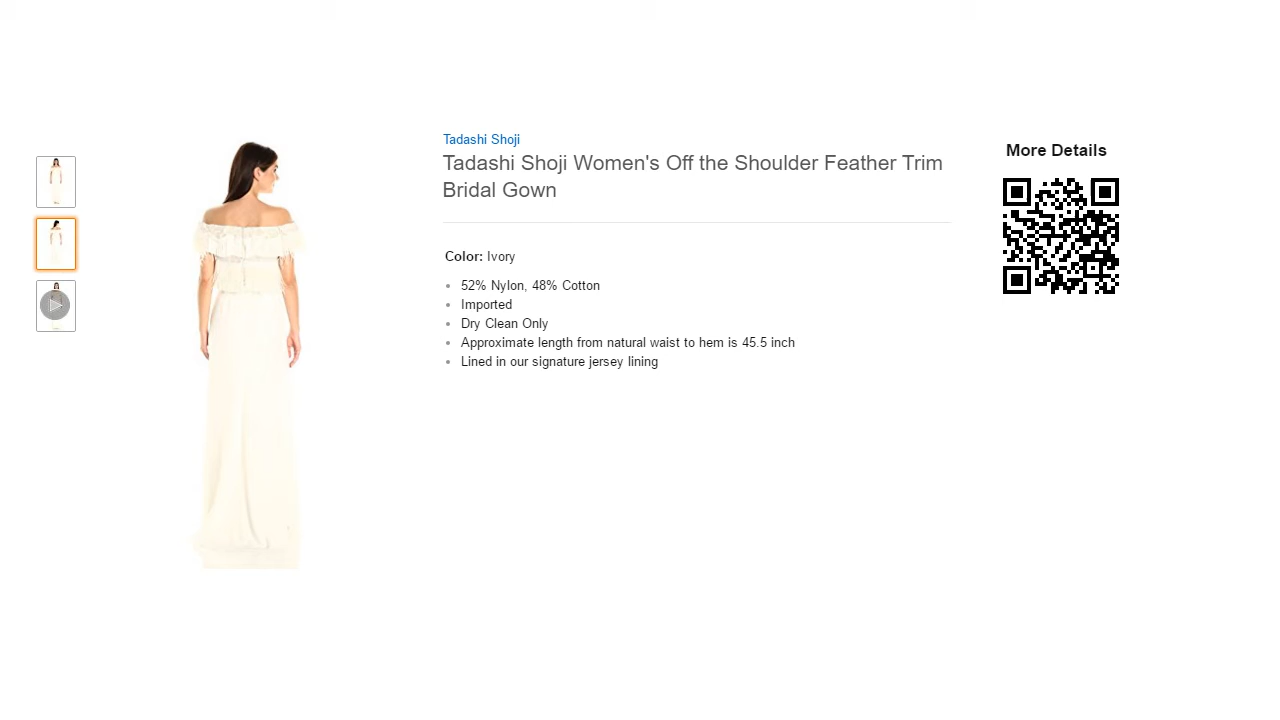 Tadashi Shoji
Tadashi Shoji Women's Off the Shoulder Feather Trim
Bridal Gown
Color: Ivory
52% Nylon, 48% Cotton
Imported
Dry Clean Only
Approximate length from natural waist to hem is 45.5 inch
Lined in our signature jersey lining
More Details